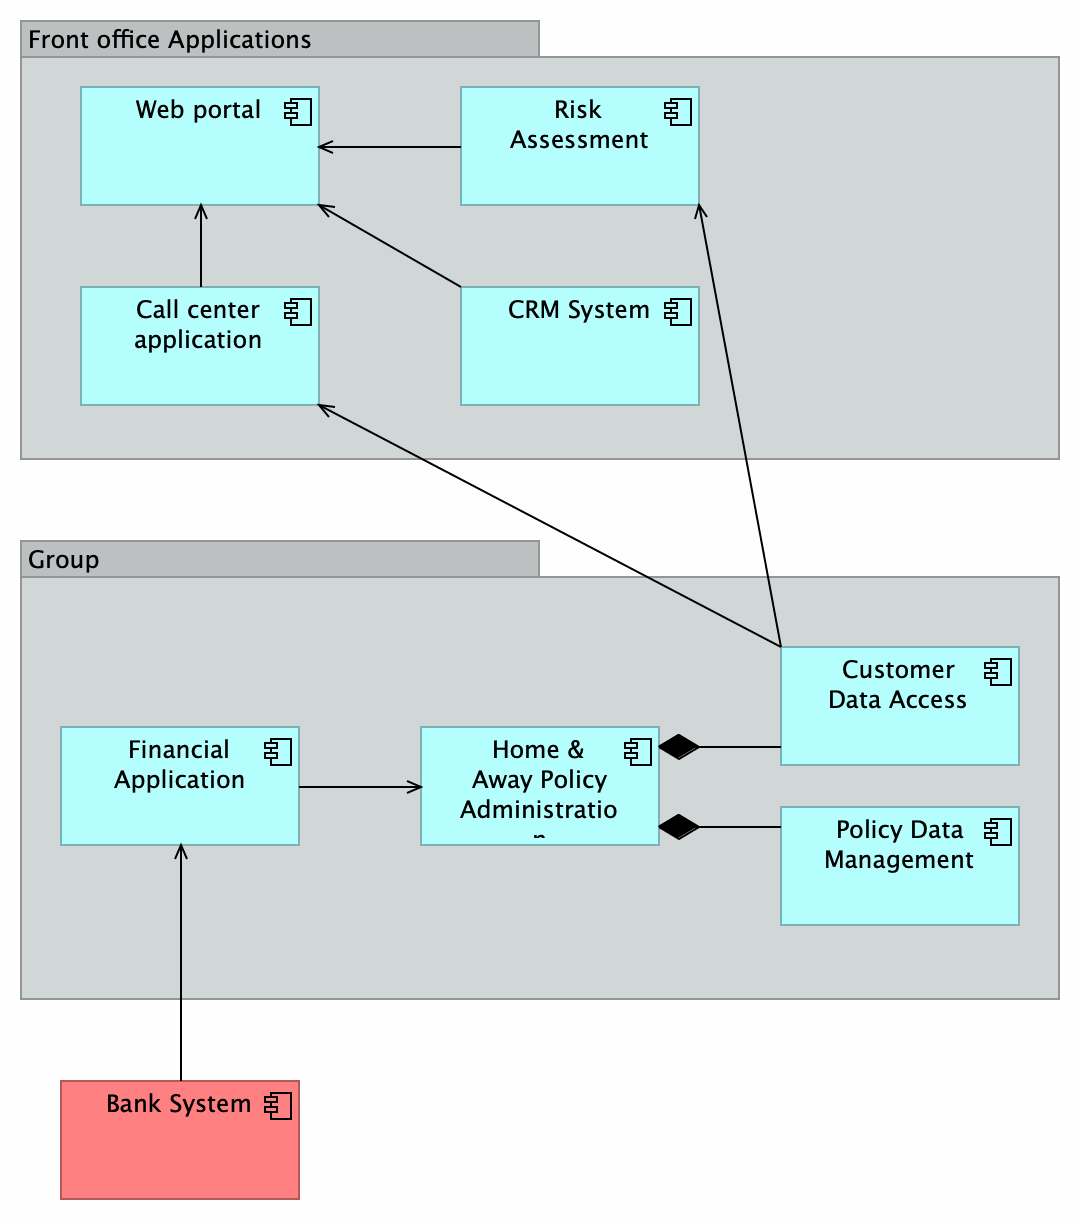 Front office Applications
Web portal
Risk
Assessment
Call center
application
CRM System
Group
Customer
Data Access
Financial
Application
Home &
Away Policy
Administratio
n
Policy Data
Management
Bank System